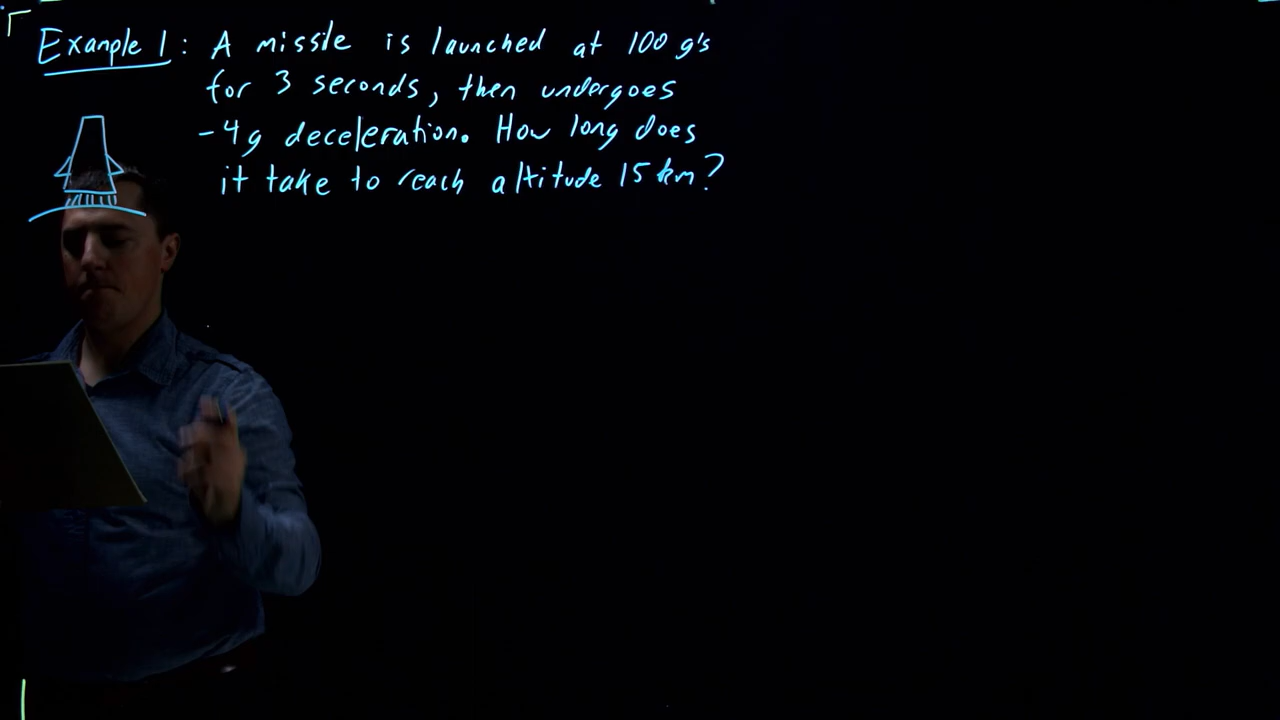 Example 1: A missile is launched at 100 g's
for 3 seconds, then undergoes
-4g deceleration. How long does
it take to reach altitude 15 km?